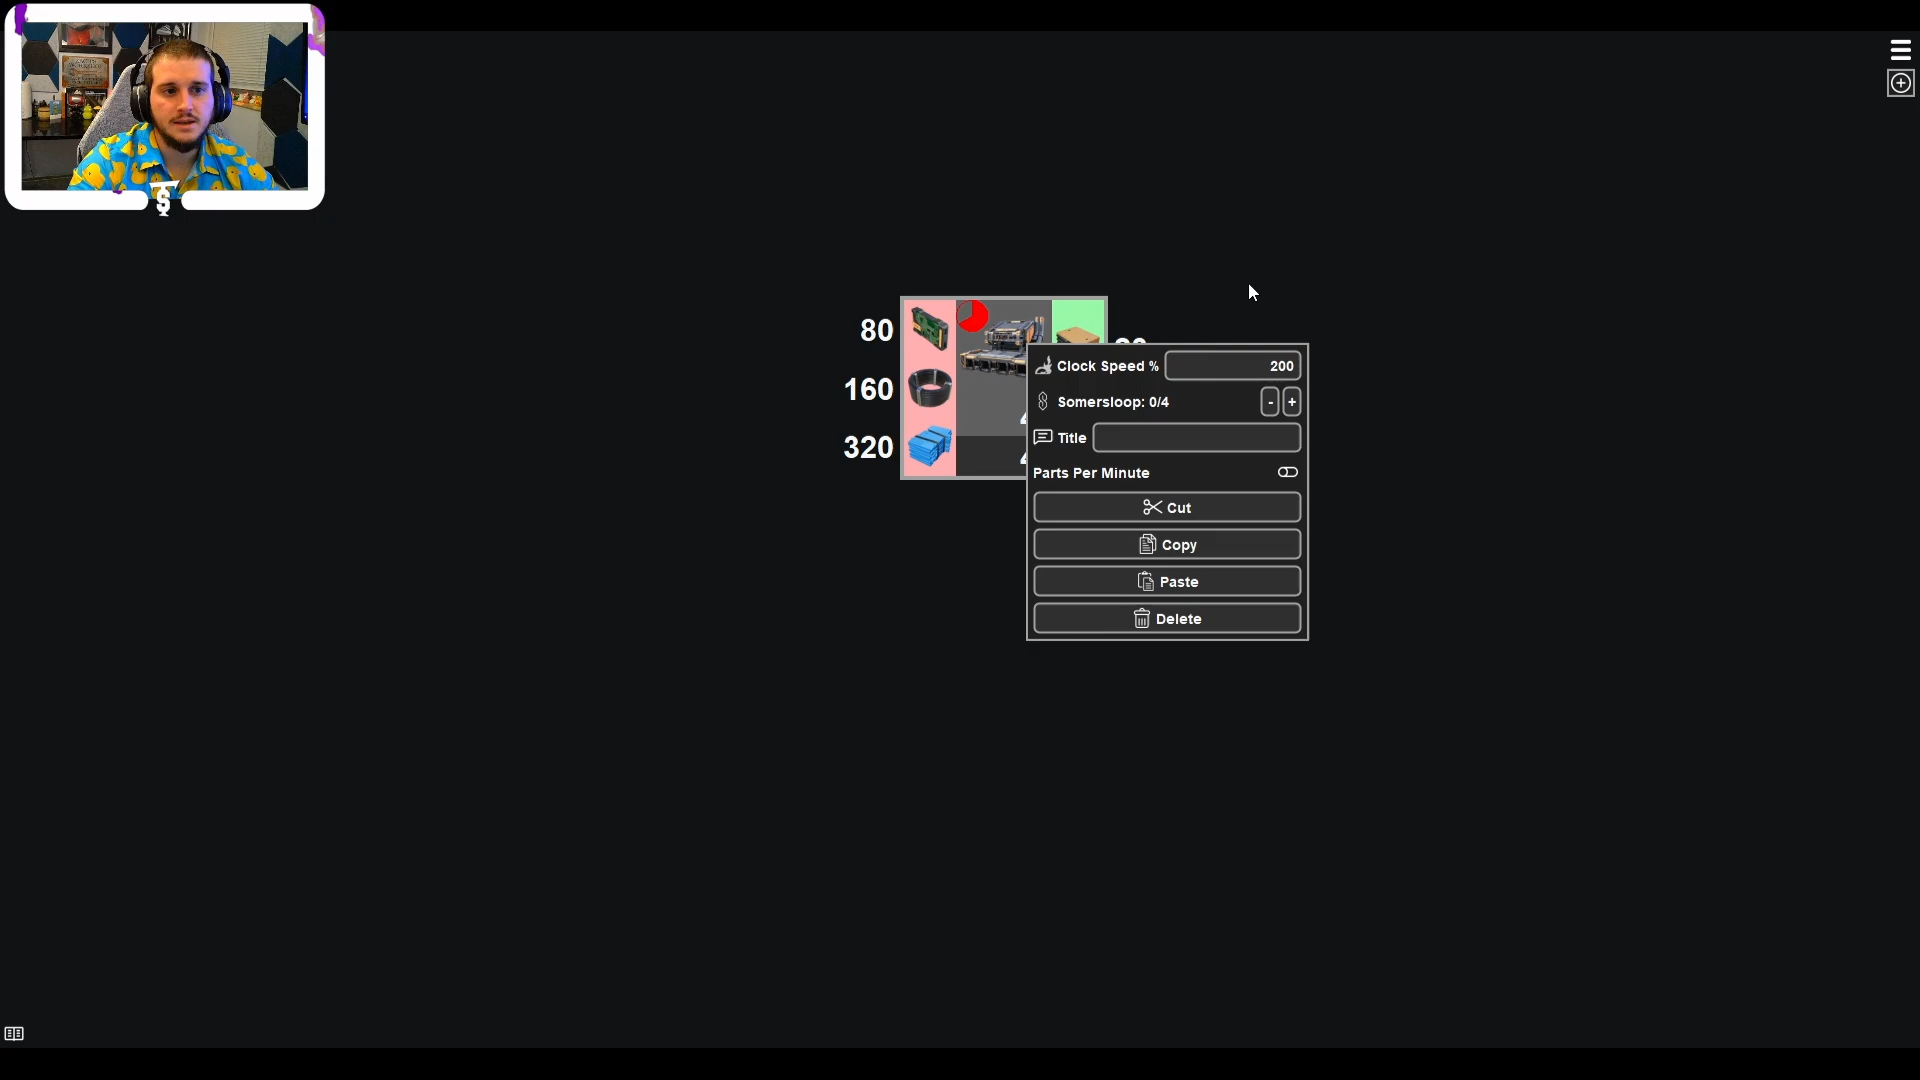 80
160
320
Clock Speed % 200
Somersloop: 0/4 - +
Title
Parts Per Minute
Cut
Copy
Paste
Delete